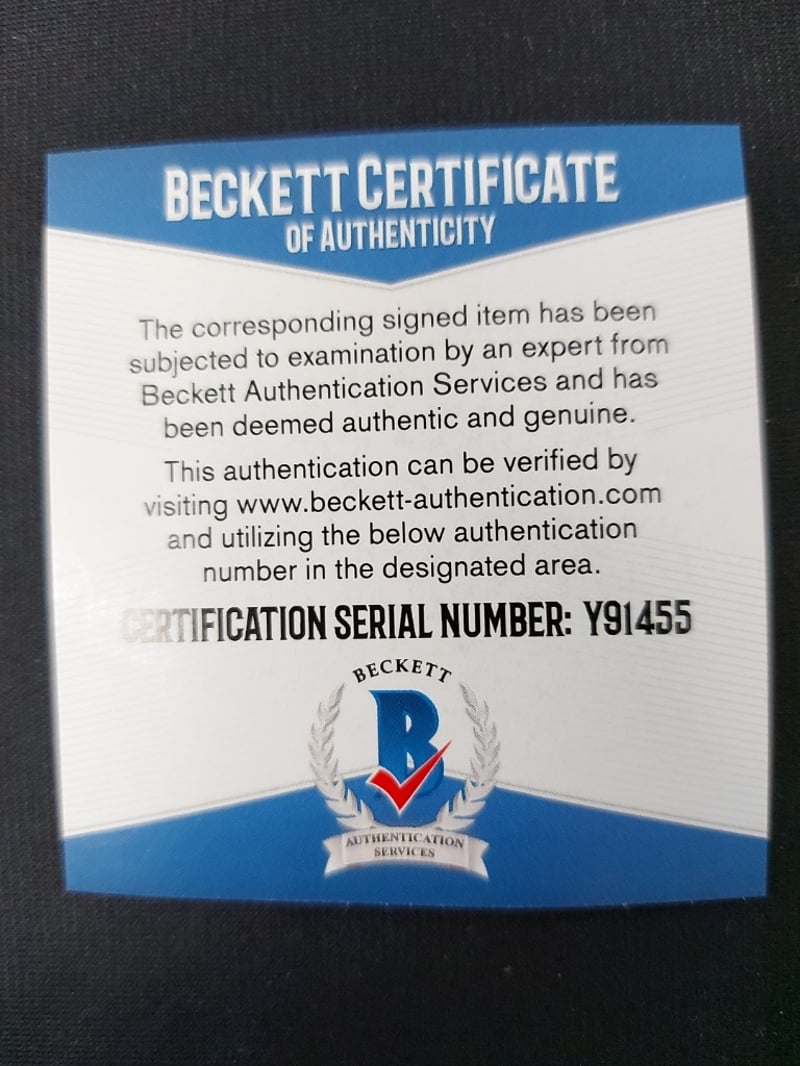 BECKETT CERTIFICATE
OF AUTHENTICITY
The corresponding signed item has been
subjected to examination by an expert from
Beckett Authentication Services and has
been deemed authentic and genuine.
This authentication can be verified by
visiting www.beckett-authentication.com
and utilizing the below authentication
number in the designated area.
CERTIFICATION SERIAL NUMBER: Y91455
BECKETT
B
AUTHENTICATION
SERVICES